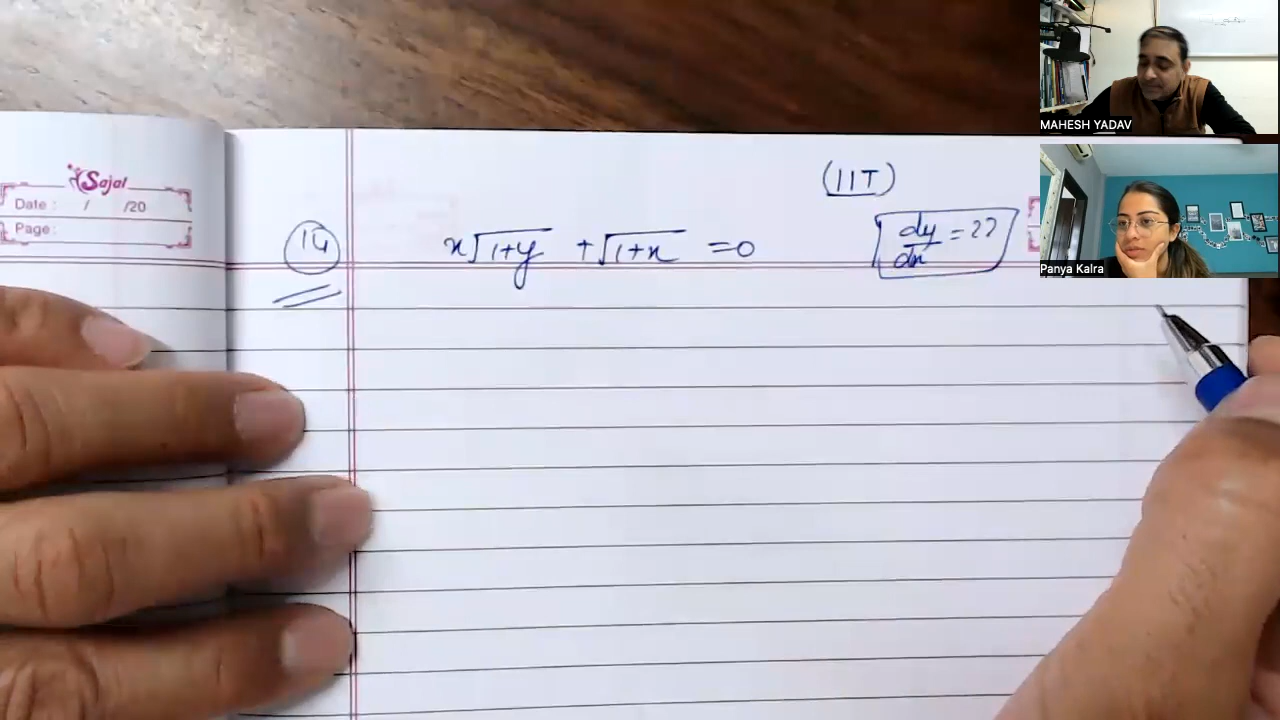 (IIT)
14 x√1+y + √1+x = 0
dy/dx = ??
Sajal
Date : / /20
Page:
MAHESH YADAV
Panya Kalra